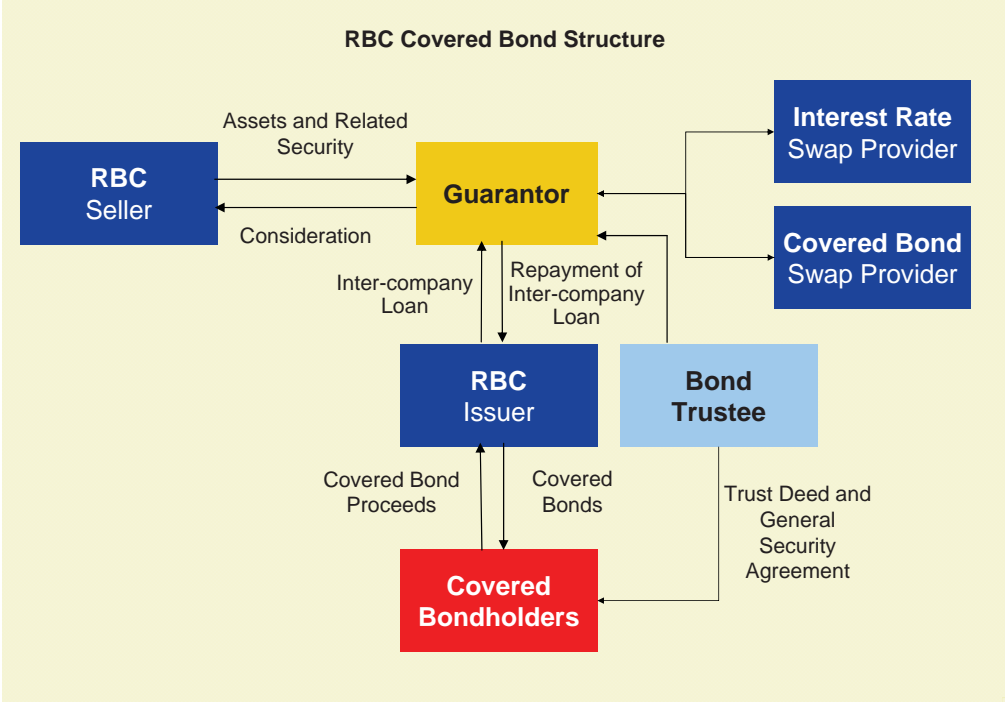 RBC Covered Bond Structure
Assets and Related
Security
RBC
Seller
Consideration
Guarantor
Interest Rate
Swap Provider
Covered Bond
Swap Provider
Inter-company
Loan
Repayment of
Inter-company
Loan
RBC
Issuer
Bond
Trustee
Covered Bond
Proceeds
Covered
Bonds
Trust Deed and
General
Security
Agreement
Covered
Bondholders